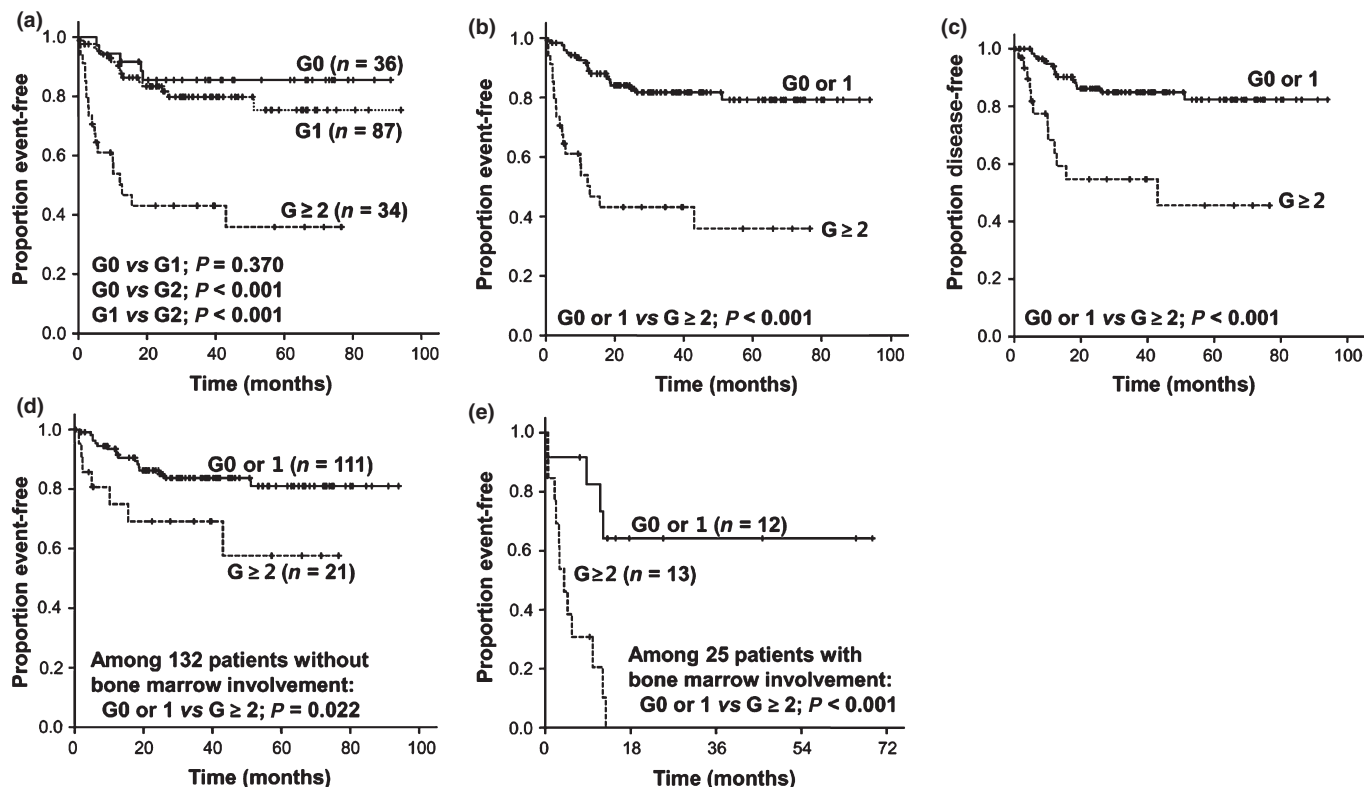 (a)
Proportion event-free
1.0
0.8
0.6
0.4
0.2
0.0
G0 (n = 36)
G1 (n = 87)
G ≥ 2 (n = 34)
G0 vs G1; P = 0.370
G0 vs G2; P < 0.001
G1 vs G2; P < 0.001
0 20 40 60 80 100
Time (months)
(b)
Proportion event-free
1.0
0.8
0.6
0.4
0.2
0.0
G0 or 1
G ≥ 2
G0 or 1 vs G ≥ 2; P < 0.001
0 20 40 60 80 100
Time (months)
(c)
Proportion disease-free
1.0
0.8
0.6
0.4
0.2
0.0
G0 or 1
G ≥ 2
G0 or 1 vs G ≥ 2; P < 0.001
0 20 40 60 80 100
Time (months)
(d)
Proportion event-free
1.0
0.8
0.6
0.4
0.2
0.0
G0 or 1 (n = 111)
G ≥ 2 (n = 21)
Among 132 patients without
bone marrow involvement:
G0 or 1 vs G ≥ 2; P = 0.022
0 20 40 60 80 100
Time (months)
(e)
Proportion event-free
1.0
0.8
0.6
0.4
0.2
0.0
G0 or 1 (n = 12)
G ≥ 2 (n = 13)
Among 25 patients with
bone marrow involvement:
G0 or 1 vs G ≥ 2; P < 0.001
0 18 36 54 72
Time (months)